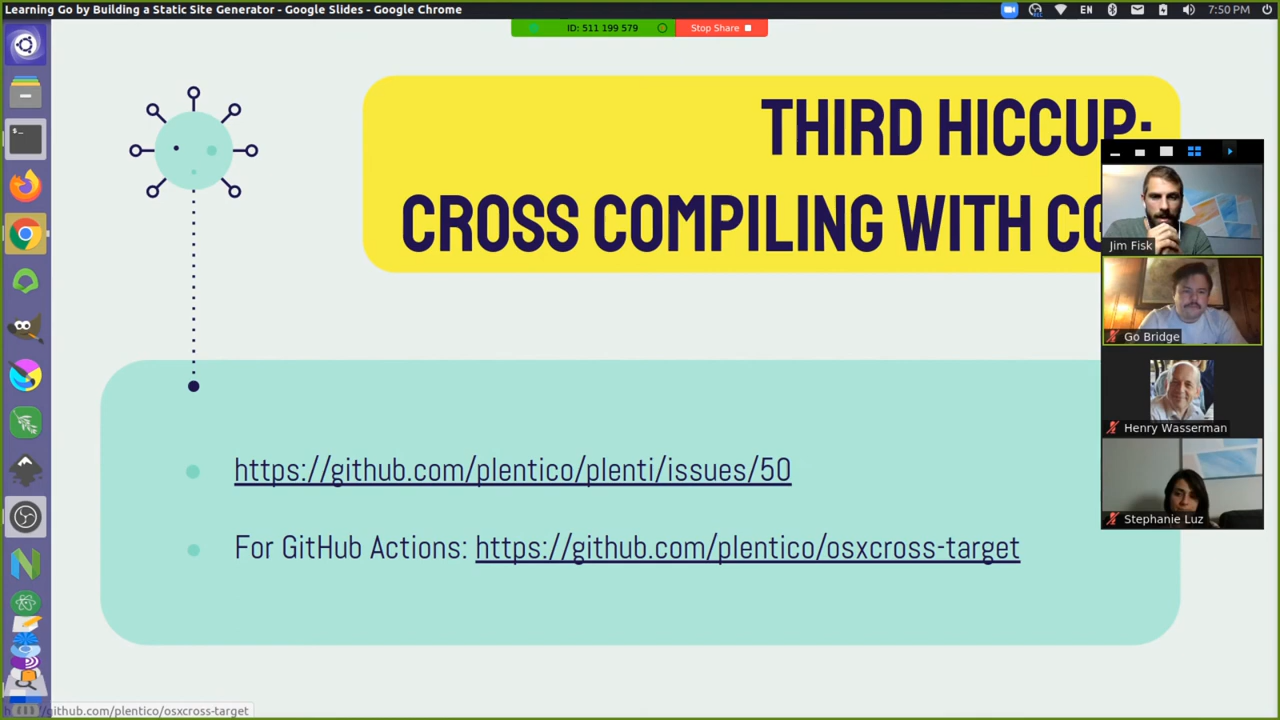 Learning Go by Building a Static Site Generator - Google Slides - Google Chrome
EN
7:50 PM
ID: 511 199 579
Stop Share
THIRD HICCUP:
CROSS COMPILING WITH
Jim Fisk
Go Bridge
Henry Wasserman
Stephanie Luz
https://github.com/plentico/plenti/issues/50
For GitHub Actions: https://github.com/plentico/osxcross-target
github.com/plentico/osxcross-target